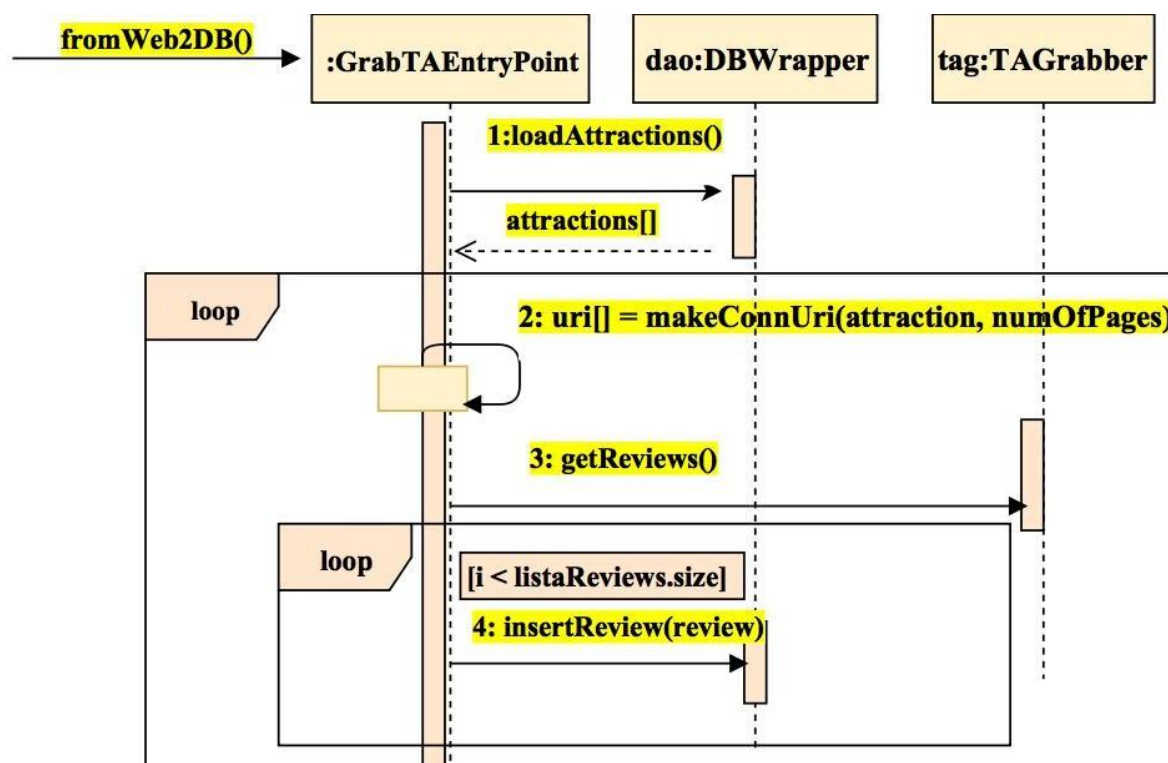 fromWeb2DB()
:GrabTAEntryPoint
dao:DBWrapper
tag:TAGrabber
1:loadAttractions()
attractions[]
loop
2: uri[] = makeConnUri(attraction, numOfPages)
3: getReviews()
loop
[i < listaReviews.size]
4: insertReview(review)